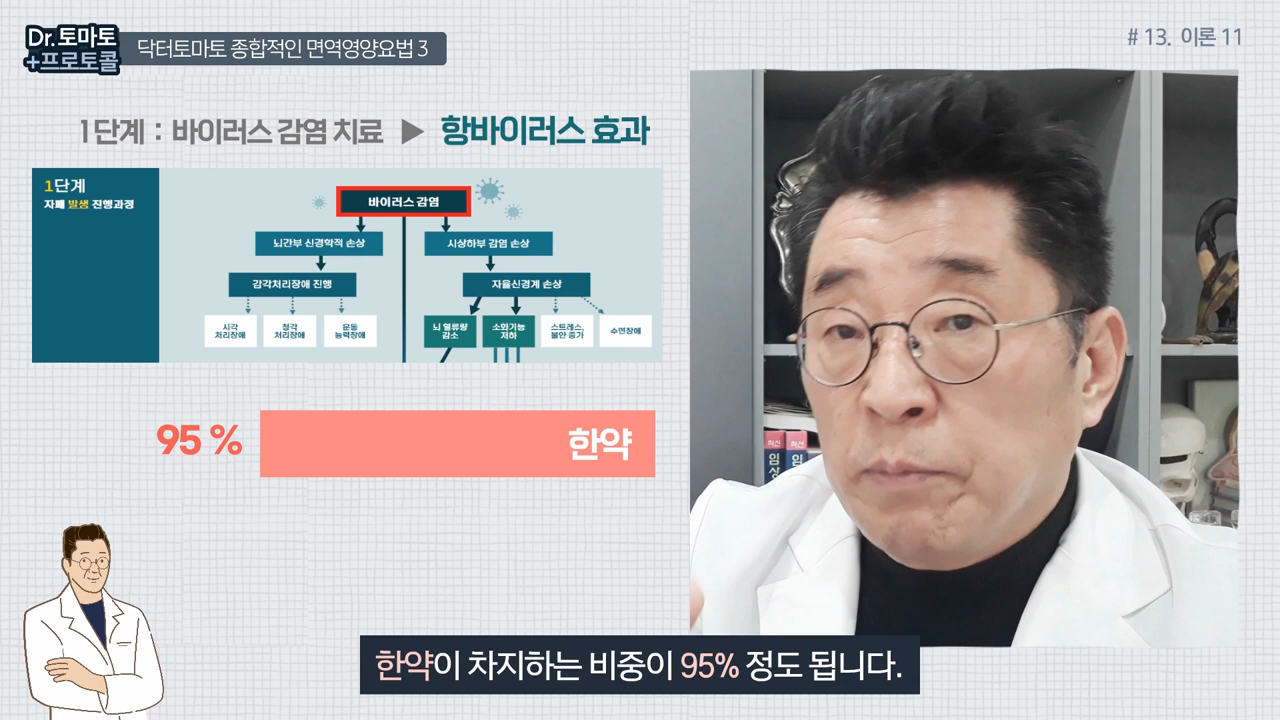 Dr.토마토
+프로토콜
닥터토마토 종합적인 면역영양요법 3
# 13. 이론 11
1단계 : 바이러스 감염 치료 ▶ 항바이러스 효과
1단계
자폐 발생 진행과정
바이러스 감염
뇌간부 신경학적 손상
시상하부 감염 손상
감각처리장애 진행
자율신경계 손상
시각
처리장애
청각
처리장애
운동
능력장애
뇌 혈류량
감소
소화기능
저하
스트레스,
불안 증가
수면장애
95 %
한약
최신
최신
임상
임상
한약이 차지하는 비중이 95% 정도 됩니다.